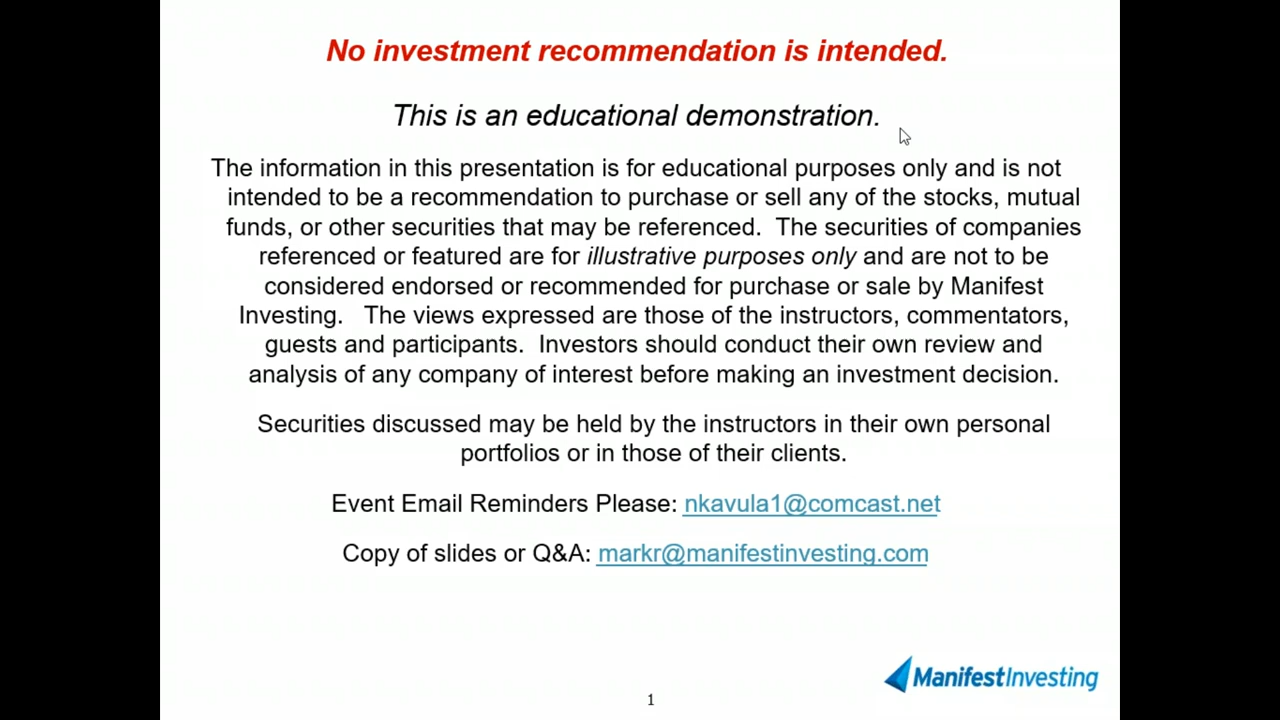 No investment recommendation is intended.
This is an educational demonstration.
The information in this presentation is for educational purposes only and is not
intended to be a recommendation to purchase or sell any of the stocks, mutual
funds, or other securities that may be referenced.  The securities of companies
referenced or featured are for illustrative purposes only and are not to be
considered endorsed or recommended for purchase or sale by Manifest
Investing.   The views expressed are those of the instructors, commentators,
guests and participants.  Investors should conduct their own review and
analysis of any company of interest before making an investment decision.
Securities discussed may be held by the instructors in their own personal
portfolios or in those of their clients.
Event Email Reminders Please: nkavula1@comcast.net
Copy of slides or Q&A: markr@manifestinvesting.com
ManifestInvesting
1